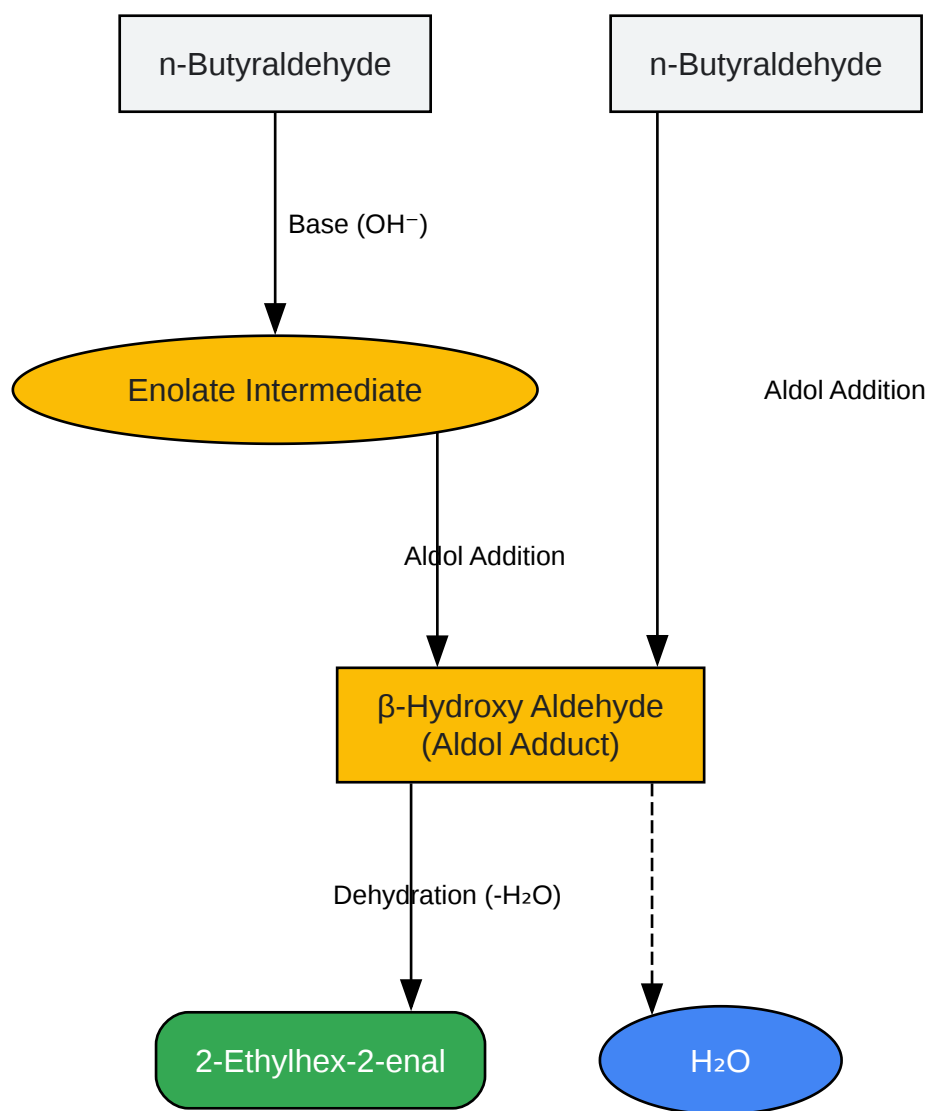 n-Butyraldehyde
n-Butyraldehyde
Base (OH⁻)
Enolate Intermediate
Aldol Addition
Aldol Addition
β-Hydroxy Aldehyde
(Aldol Adduct)
Dehydration (-H₂O)
2-Ethylhex-2-enal
H₂O